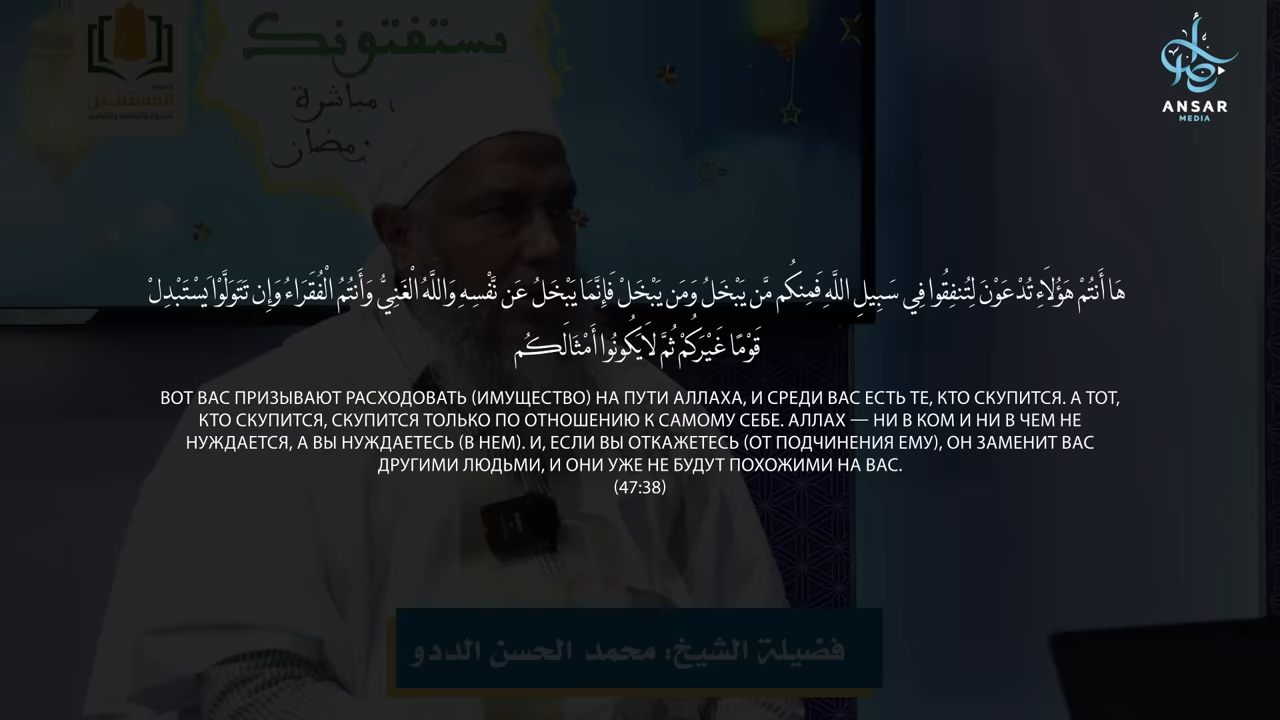 يستفتونك
مباشرة
المستقبل
ANSAR
MEDIA
هَا أَنتُمْ هَؤُلَاءِ تُدْعَوْنَ لِتُنفِقُوا فِي سَبِيلِ اللَّهِ فَمِنكُم مَّن يَبْخَلُ وَمَن يَبْخَلْ فَإِنَّمَا يَبْخَلُ عَن نَّفْسِهِ وَاللَّهُ الْغَنِيُّ وَأَنتُمُ الْفُقَرَاءُ وَإِن تَتَوَلَّوْا يَسْتَبْدِلْ
قَوْمًا غَيْرَكُمْ ثُمَّ لَا يَكُونُوا أَمْثَالَكُم
ВОТ ВАС ПРИЗЫВАЮТ РАСХОДОВАТЬ (ИМУЩЕСТВО) НА ПУТИ АЛЛАХА, И СРЕДИ ВАС ЕСТЬ ТЕ, КТО СКУПИТСЯ. А ТОТ,
КТО СКУПИТСЯ, СКУПИТСЯ ТОЛЬКО ПО ОТНОШЕНИЮ К САМОМУ СЕБЕ. АЛЛАХ — НИ В КОМ И НИ В ЧЕМ НЕ
НУЖДАЕТСЯ, А ВЫ НУЖДАЕТЕСЬ (В НЕМ). И, ЕСЛИ ВЫ ОТКАЖЕТЕСЬ (ОТ ПОДЧИНЕНИЯ ЕМУ), ОН ЗАМЕНИТ ВАС
ДРУГИМИ ЛЮДЬМИ, И ОНИ УЖЕ НЕ БУДУТ ПОХОЖИМИ НА ВАС.
(47:38)
فضيلة الشيخ: محمد الحسن الددو